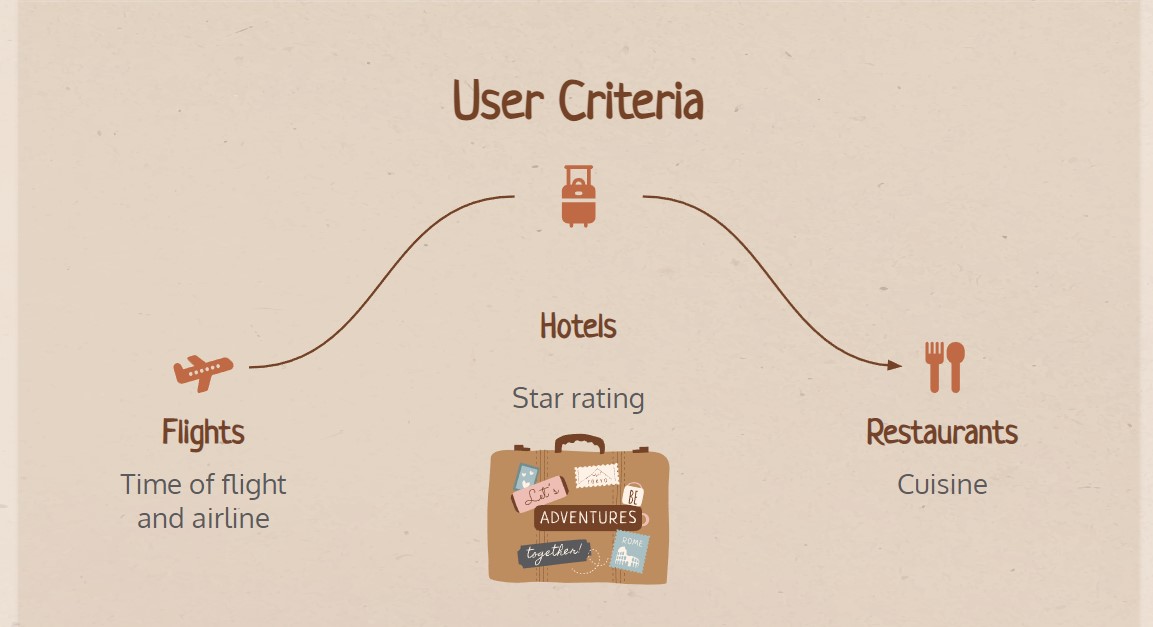 User Criteria
Hotels
Star rating
Flights
Time of flight
and airline
Restaurants
Cuisine
Let's
TOKYO
BE
ADVENTURES
together!
ROME